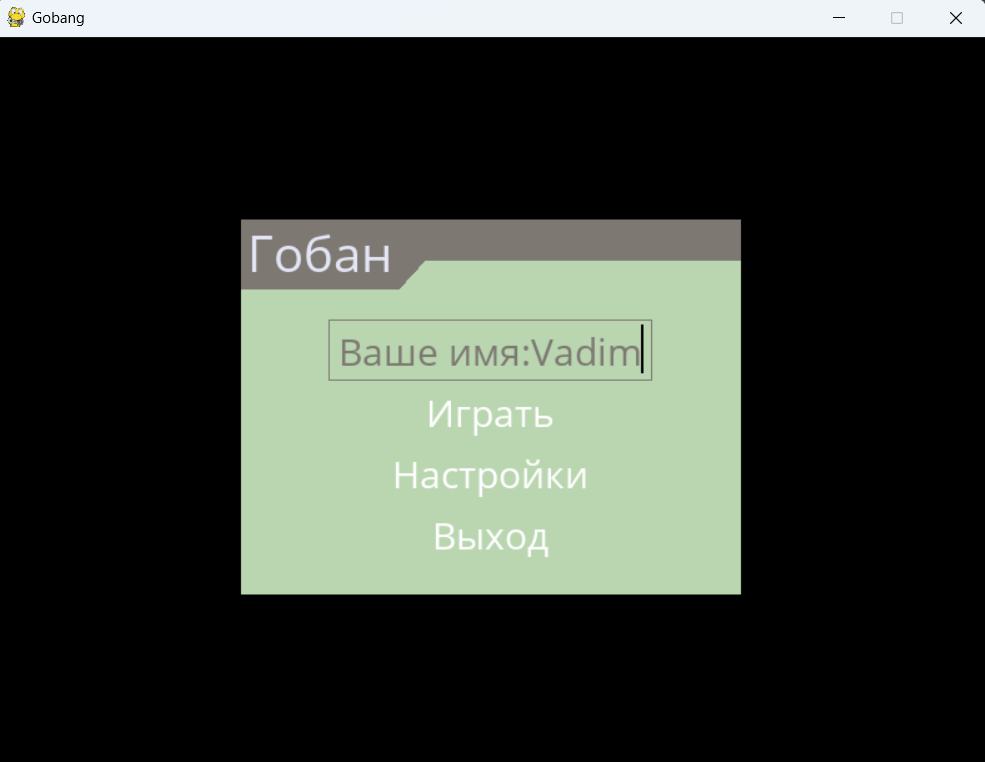 Gobang
Гобан
Ваше имя:Vadim
Играть
Настройки
Выход